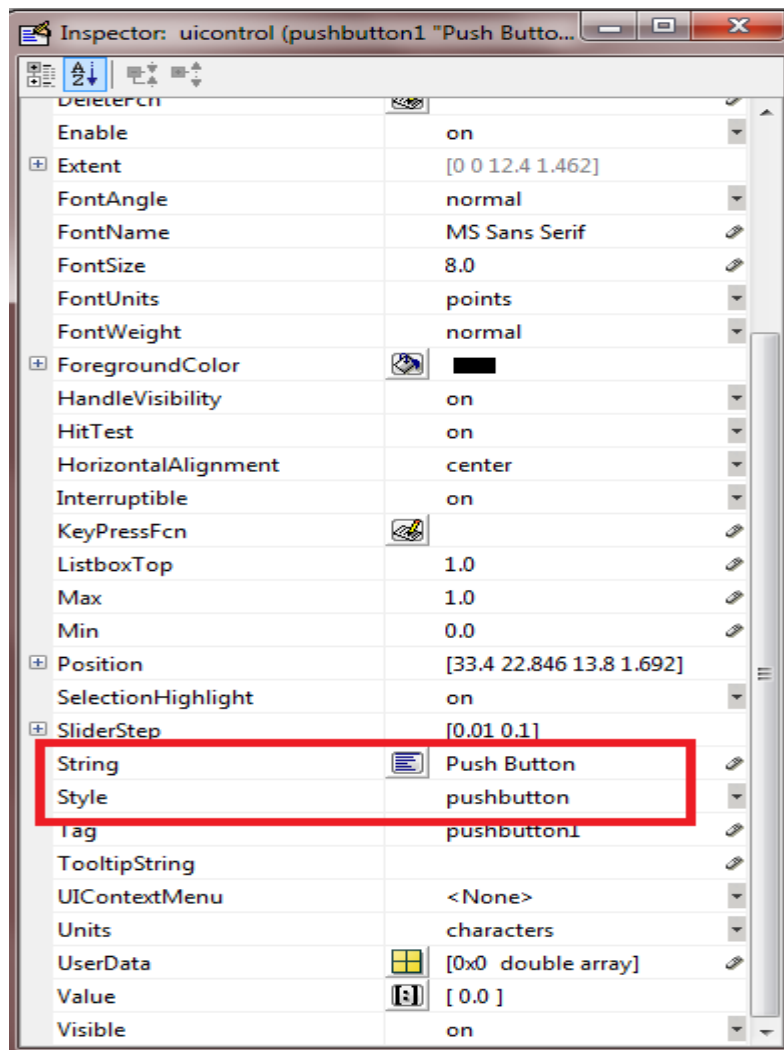 Inspector: uicontrol (pushbutton1 "Push Butto...
DeleteFcn
Enable on
Extent [0 0 12.4 1.462]
FontAngle normal
FontName MS Sans Serif
FontSize 8.0
FontUnits points
FontWeight normal
ForegroundColor
HandleVisibility on
HitTest on
HorizontalAlignment center
Interruptible on
KeyPressFcn
ListboxTop 1.0
Max 1.0
Min 0.0
Position [33.4 22.846 13.8 1.692]
SelectionHighlight on
SliderStep [0.01 0.1]
String Push Button
Style pushbutton
Tag pushbutton1
TooltipString
UIContextMenu <None>
Units characters
UserData [0x0 double array]
Value [ 0.0 ]
Visible on